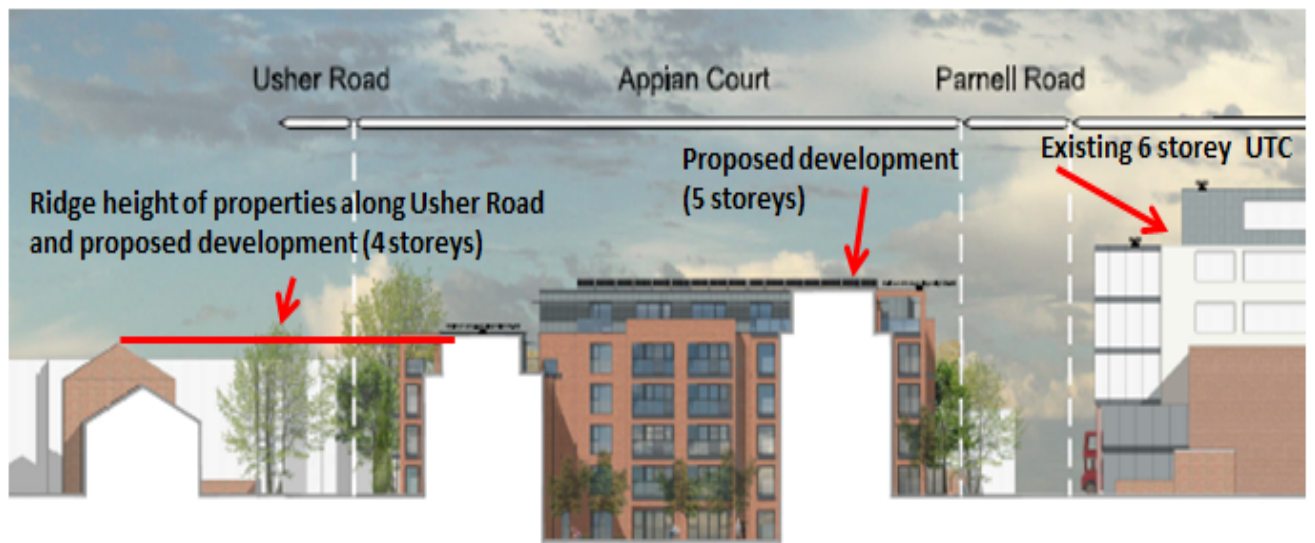 Usher Road
Appian Court
Parnell Road
Existing 6 storey UTC
Proposed development
(5 storeys)
Ridge height of properties along Usher Road
and proposed development (4 storeys)